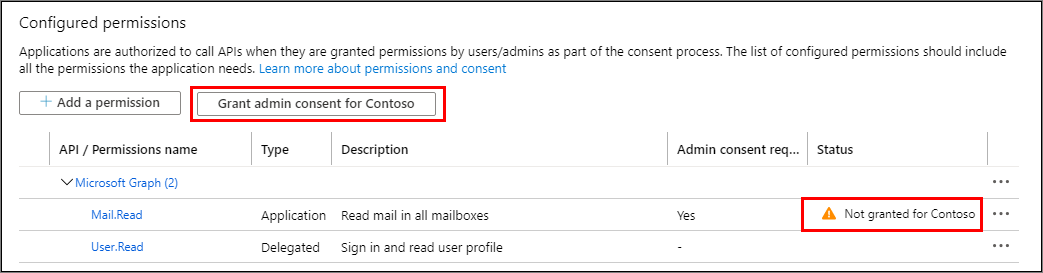 Configured permissions
Applications are authorized to call APIs when they are granted permissions by users/admins as part of the consent process. The list of configured permissions should include
all the permissions the application needs. Learn more about permissions and consent
+ Add a permission Grant admin consent for Contoso
API / Permissions name Type Description Admin consent req... Status
Microsoft Graph (2) ...
Mail.Read Application Read mail in all mailboxes Yes Not granted for Contoso ...
User.Read Delegated Sign in and read user profile - ...